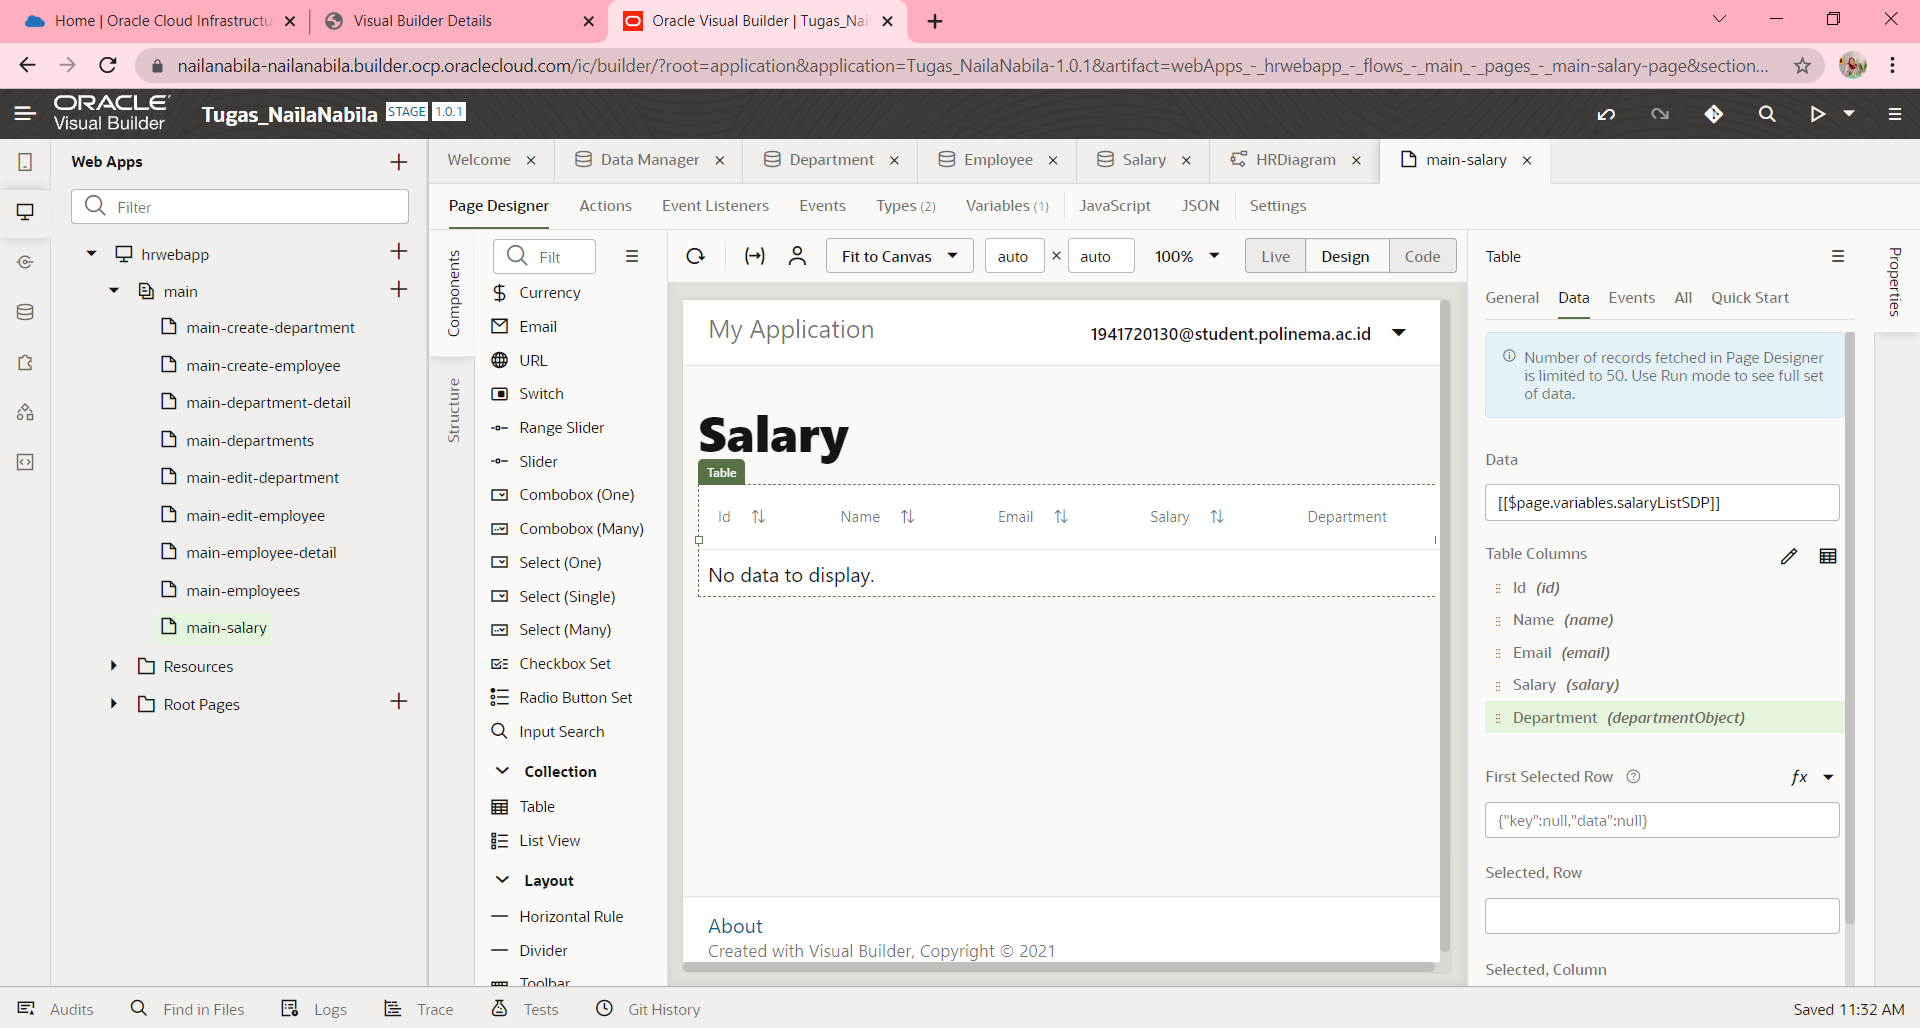 Home | Oracle Cloud Infrastructu
Visual Builder Details
Oracle Visual Builder | Tugas_Nail
nailanabila-nailanabila.builder.ocp.oraclecloud.com/ic/builder/?root=application&application=Tugas_NailaNabila-1.0.1&artifact=webApps_-_hrwebapp_-_flows_-_main_-_pages_-_main-salary-page&section...
ORACLE
Visual Builder
Tugas_NailaNabila STAGE 1.0.1
Web Apps
Filter
hrwebapp
main
main-create-department
main-create-employee
main-department-detail
main-departments
main-edit-department
main-edit-employee
main-employee-detail
main-employees
main-salary
Resources
Root Pages
Welcome
Data Manager
Department
Employee
Salary
HRDiagram
main-salary
Page Designer
Actions
Event Listeners
Events
Types (2)
Variables (1)
JavaScript
JSON
Settings
Components
Structure
Filt
Currency
Email
URL
Switch
Range Slider
Slider
Combobox (One)
Combobox (Many)
Select (One)
Select (Single)
Select (Many)
Checkbox Set
Radio Button Set
Input Search
Collection
Table
List View
Layout
Horizontal Rule
Divider
Toolbar
Fit to Canvas
auto × auto
100%
Live
Design
Code
My Application
1941720130@student.polinema.ac.id
Salary
Table
Id
Name
Email
Salary
Department
No data to display.
About
Created with Visual Builder, Copyright © 2021
Table
Properties
General
Data
Events
All
Quick Start
Number of records fetched in Page Designer
is limited to 50. Use Run mode to see full set
of data.
Data
[[$page.variables.salaryListSDP]]
Table Columns
Id (id)
Name (name)
Email (email)
Salary (salary)
Department (departmentObject)
First Selected Row
fx
{"key":null,"data":null}
Selected, Row
Selected, Column
Audits
Find in Files
Logs
Trace
Tests
Git History
Saved 11:32 AM